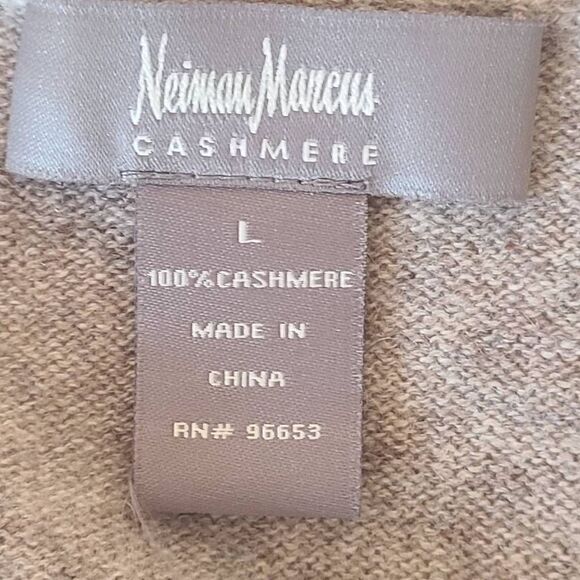 Neiman Marcus
CASHMERE
L
100% CASHMERE
MADE IN
CHINA
RN# 96653